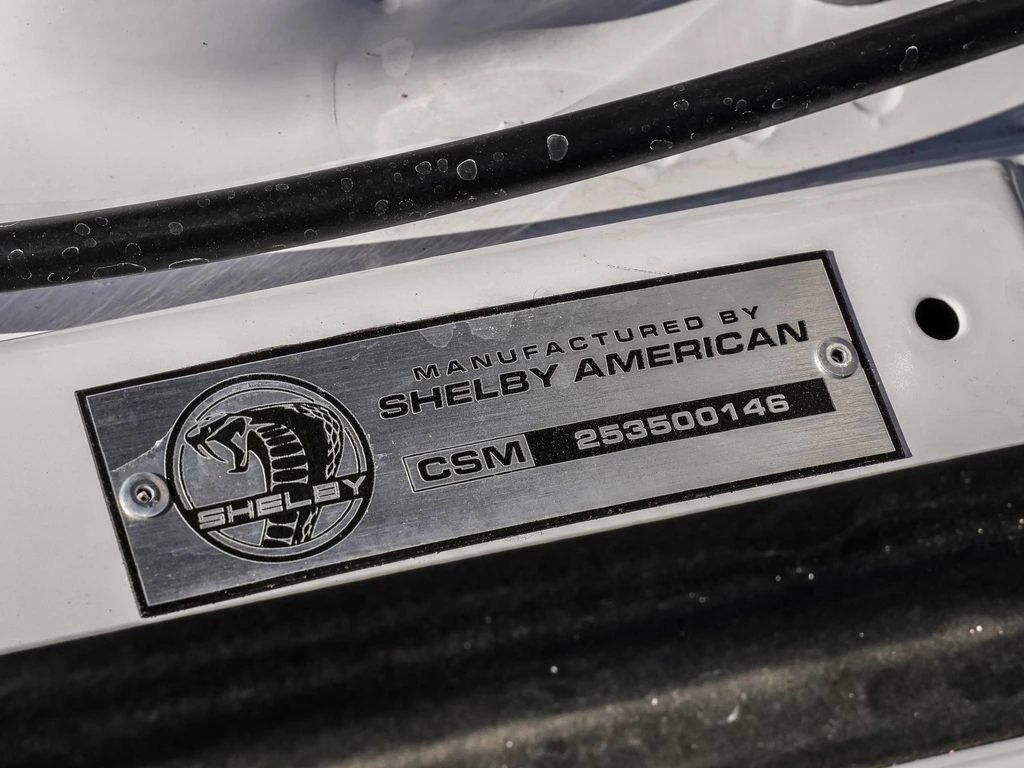 MANUFACTURED BY
SHELBY AMERICAN
CSM 253500146
SHELBY